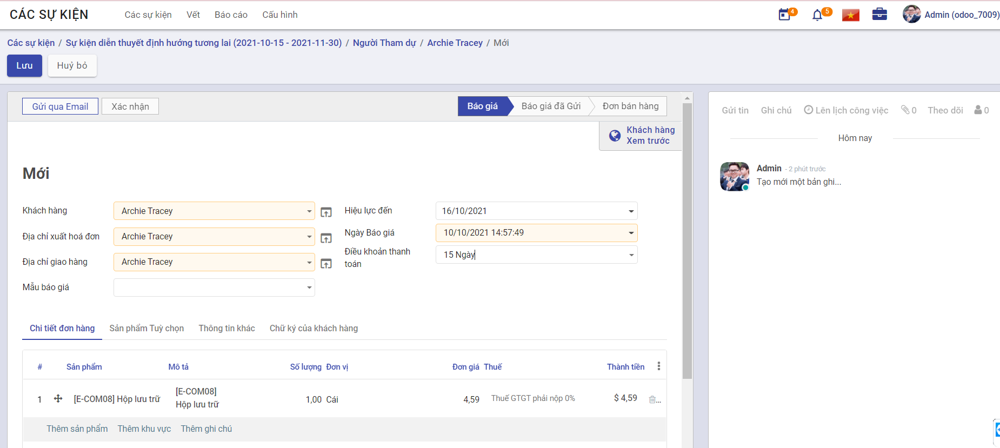 CÁC SỰ KIỆN
Các sự kiện Vết Báo cáo Cấu hình
4 5 Admin (odoo_7009)
Các sự kiện / Sự kiện diễn thuyết định hướng tương lai (2021-10-15 - 2021-11-30) / Người Tham dự / Archie Tracey / Mới
Lưu Huỷ bỏ
Gửi qua Email Xác nhận
Báo giá Báo giá đã Gửi Đơn bán hàng
Khách hàng
Xem trước
Mới
Khách hàng Archie Tracey
Địa chỉ xuất hoá đơn Archie Tracey
Địa chỉ giao hàng Archie Tracey
Mẫu báo giá
Hiệu lực đến 16/10/2021
Ngày Báo giá 10/10/2021 14:57:49
Điều khoản thanh
toán
15 Ngày
Chi tiết đơn hàng Sản phẩm Tuỳ chọn Thông tin khác Chữ ký của khách hàng
# Sản phẩm Mô tả Số lượng Đơn vị Đơn giá Thuế Thành tiền
1 [E-COM08] Hộp lưu trữ
[E-COM08]
Hộp lưu trữ
1,00 Cái 4,59 Thuế GTGT phải nộp 0% $ 4,59 ...
Thêm sản phẩm Thêm khu vực Thêm ghi chú
Gửi tin Ghi chú Lên lịch công việc 0 Theo dõi 0
Hôm nay
Admin - 2 phút trước
Tạo mới một bản ghi...